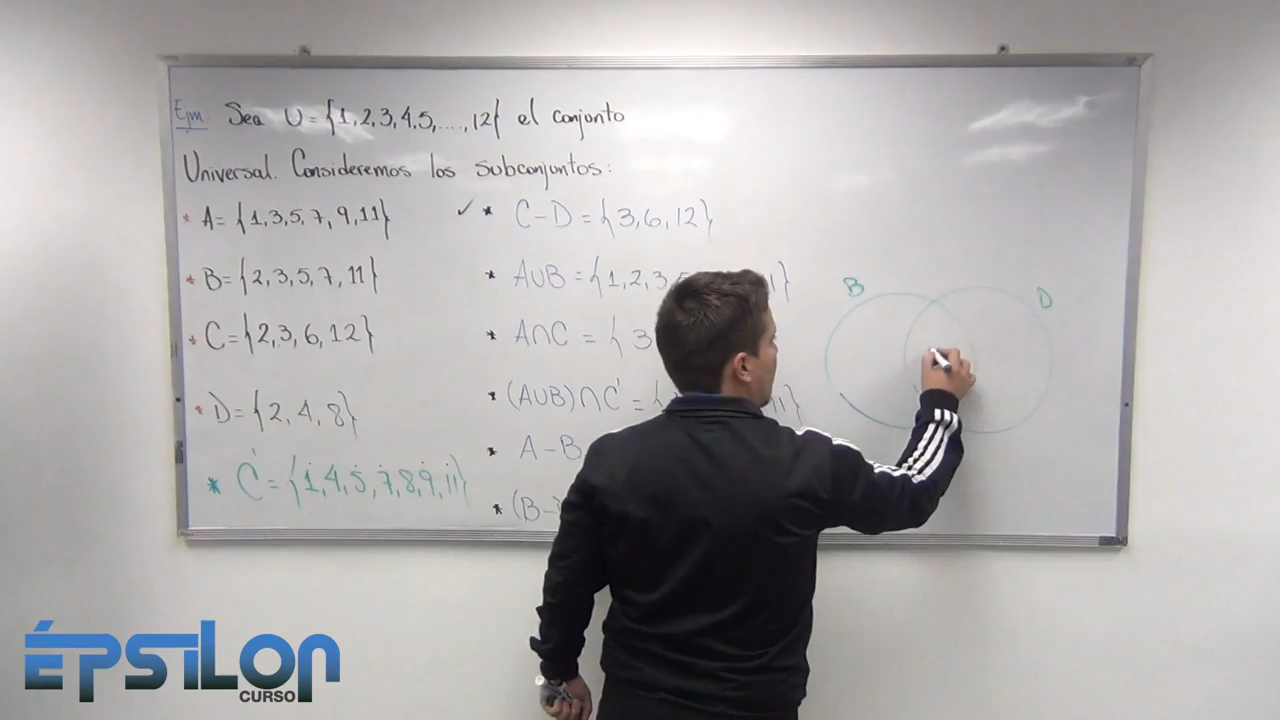 Ejm. Sea U = {1, 2, 3, 4, 5, ...., 12} el conjunto
Universal. Consideremos los subconjuntos:
* A = {1, 3, 5, 7, 9, 11}
* B = {2, 3, 5, 7, 11}
* C = {2, 3, 6, 12}
* D = {2, 4, 8}
* C' = {1, 4, 5, 7, 8, 9, 11}
✓ * C - D = {3, 6, 12}
* A∪B = {1, 2, 3, 5
* A∩C = { 3
* (A∪B)∩C' = {
* A - B
* (B -
B
D
ÉPSILON
CURSO